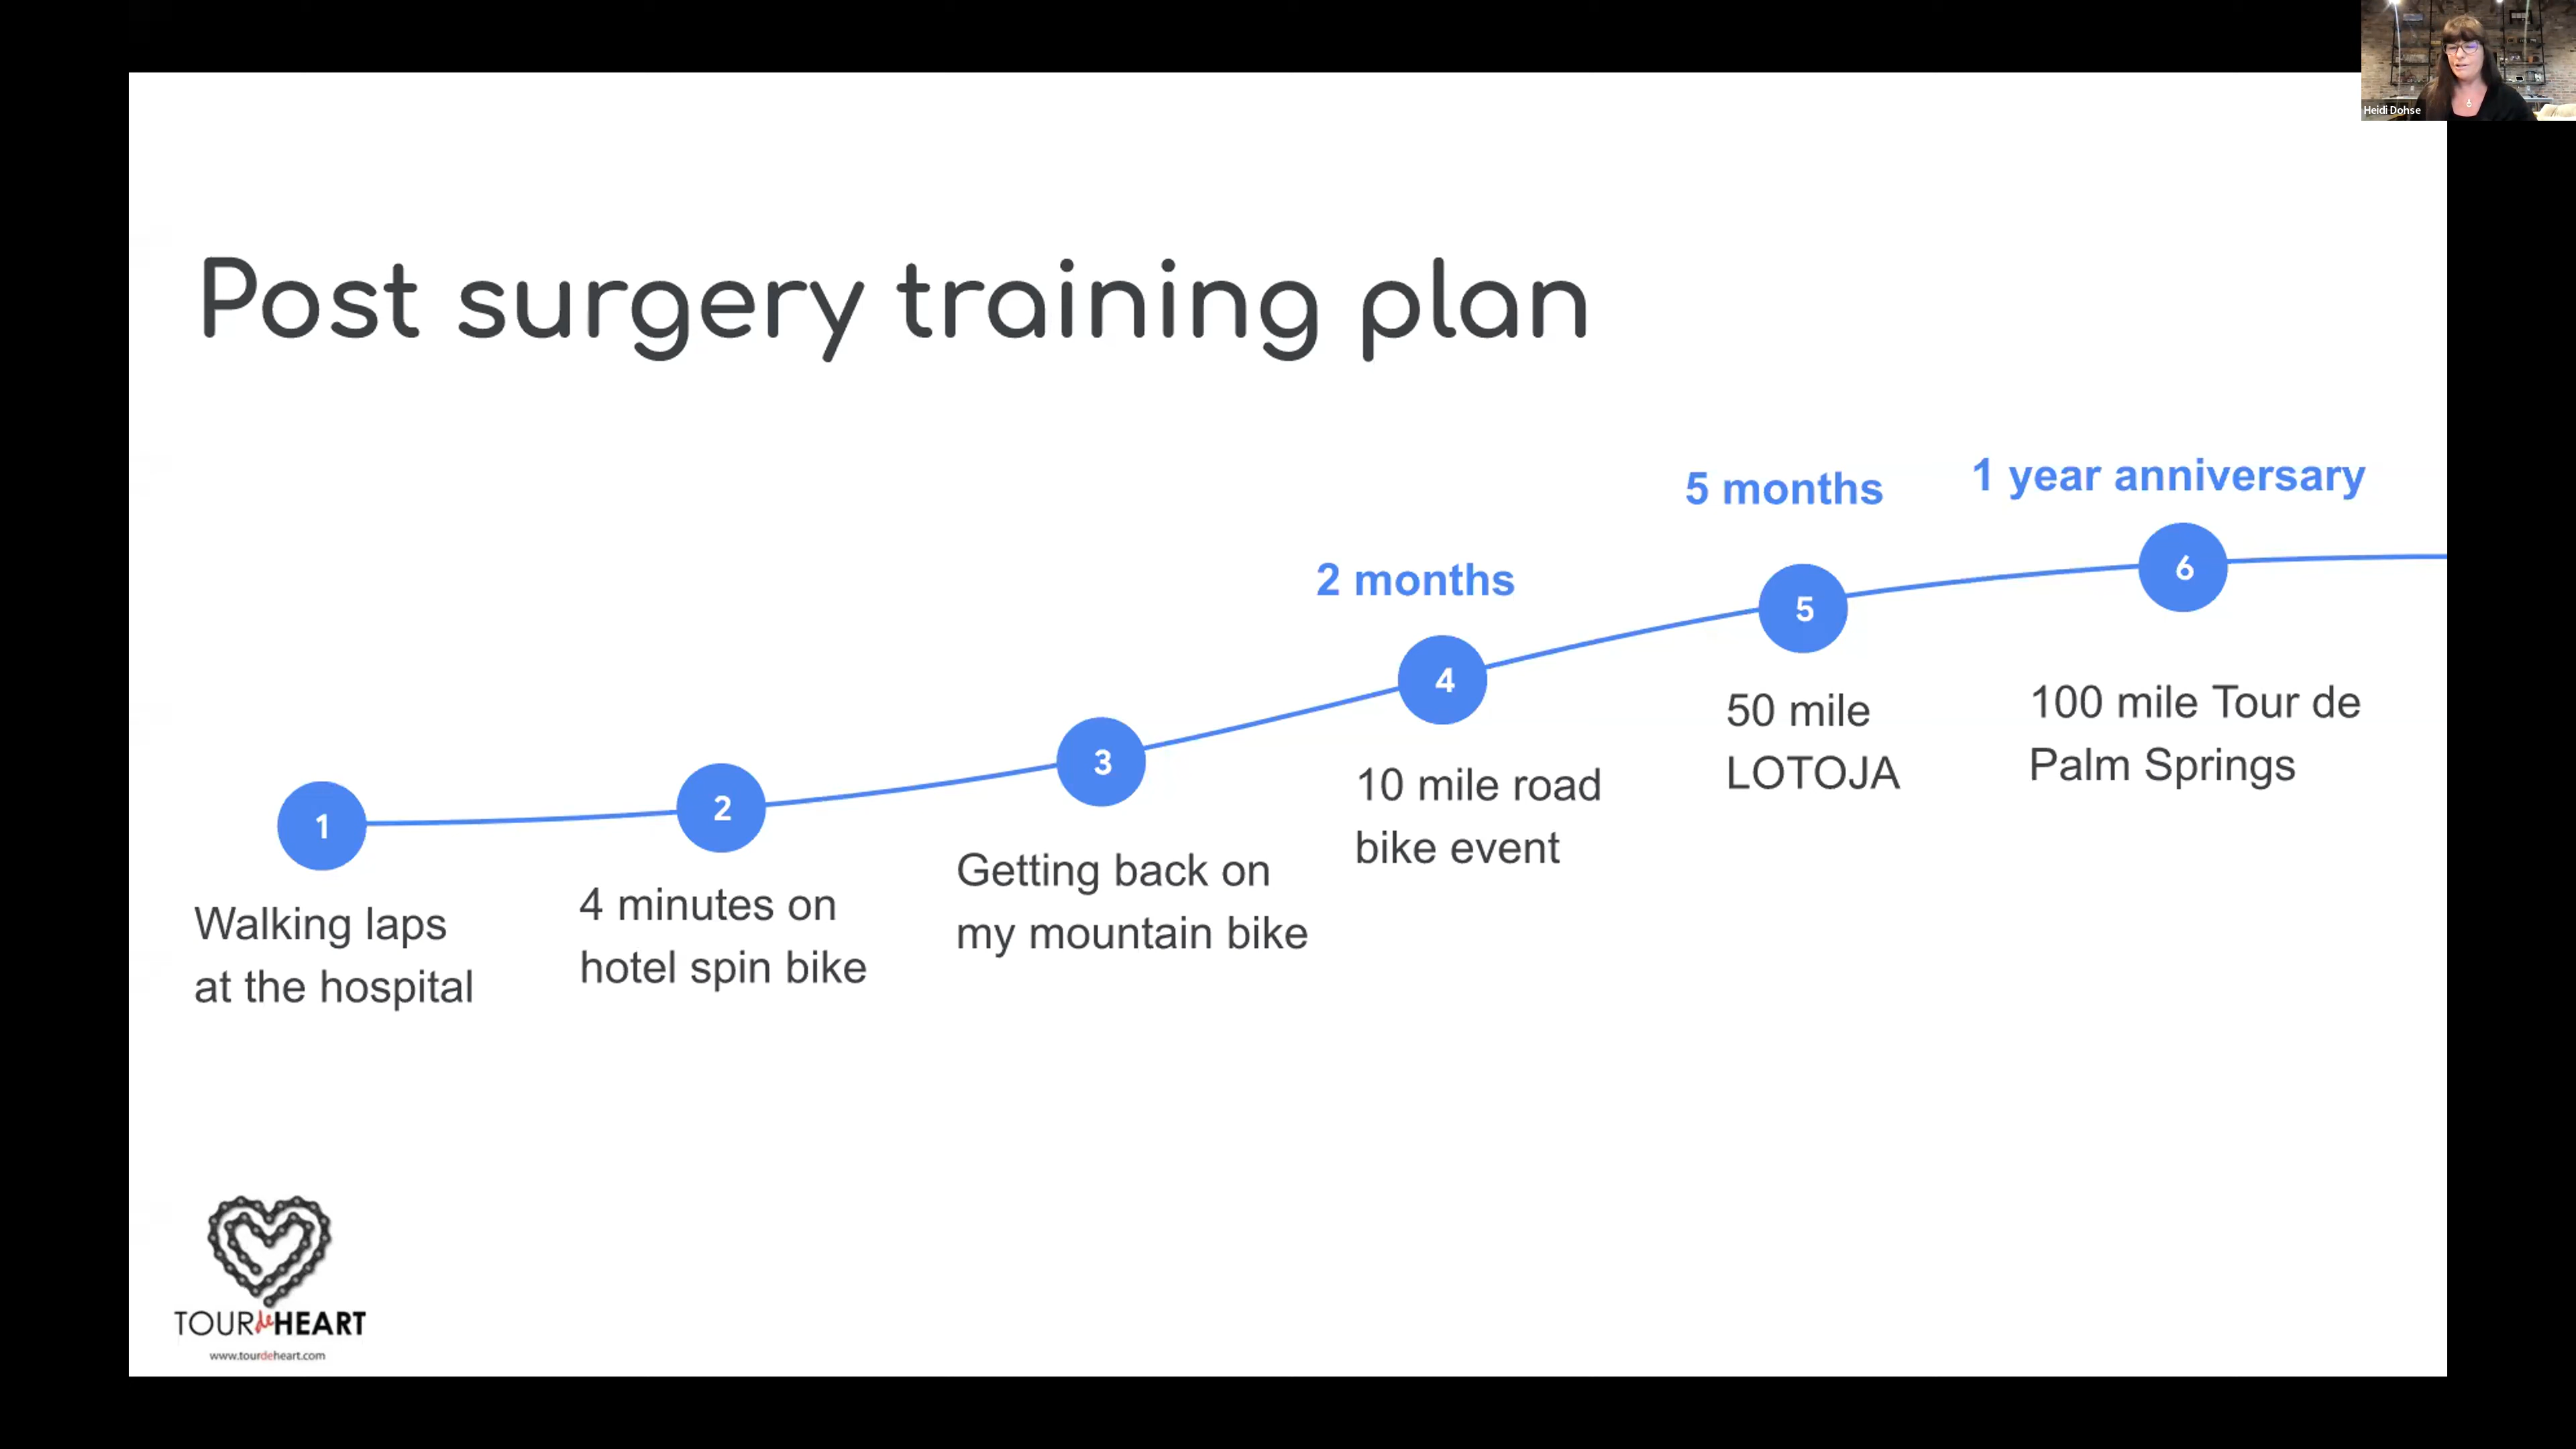 Heidi Dohse
Post surgery training plan
1
Walking laps
at the hospital
2
4 minutes on
hotel spin bike
3
Getting back on
my mountain bike
2 months
4
10 mile road
bike event
5 months
5
50 mile
LOTOJA
1 year anniversary
6
100 mile Tour de
Palm Springs
TOUR de HEART
www.tourdeheart.com